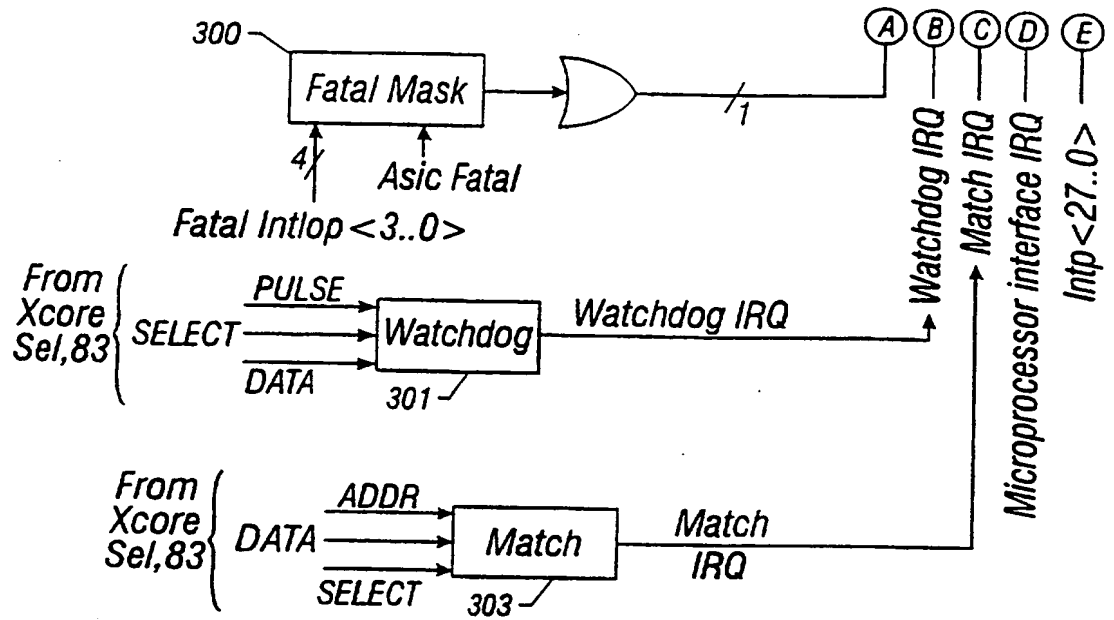 300
Fatal Mask
4
Asic Fatal
Fatal Intlop <3..0>
1
A B C D E
Watchdog IRQ
Match IRQ
Microprocessor interface IRQ
Intp<27..0>
From
Xcore
Sel,83
PULSE
SELECT
DATA
Watchdog
301
Watchdog IRQ
From
Xcore
Sel,83
ADDR
DATA
SELECT
Match
303
Match
IRQ